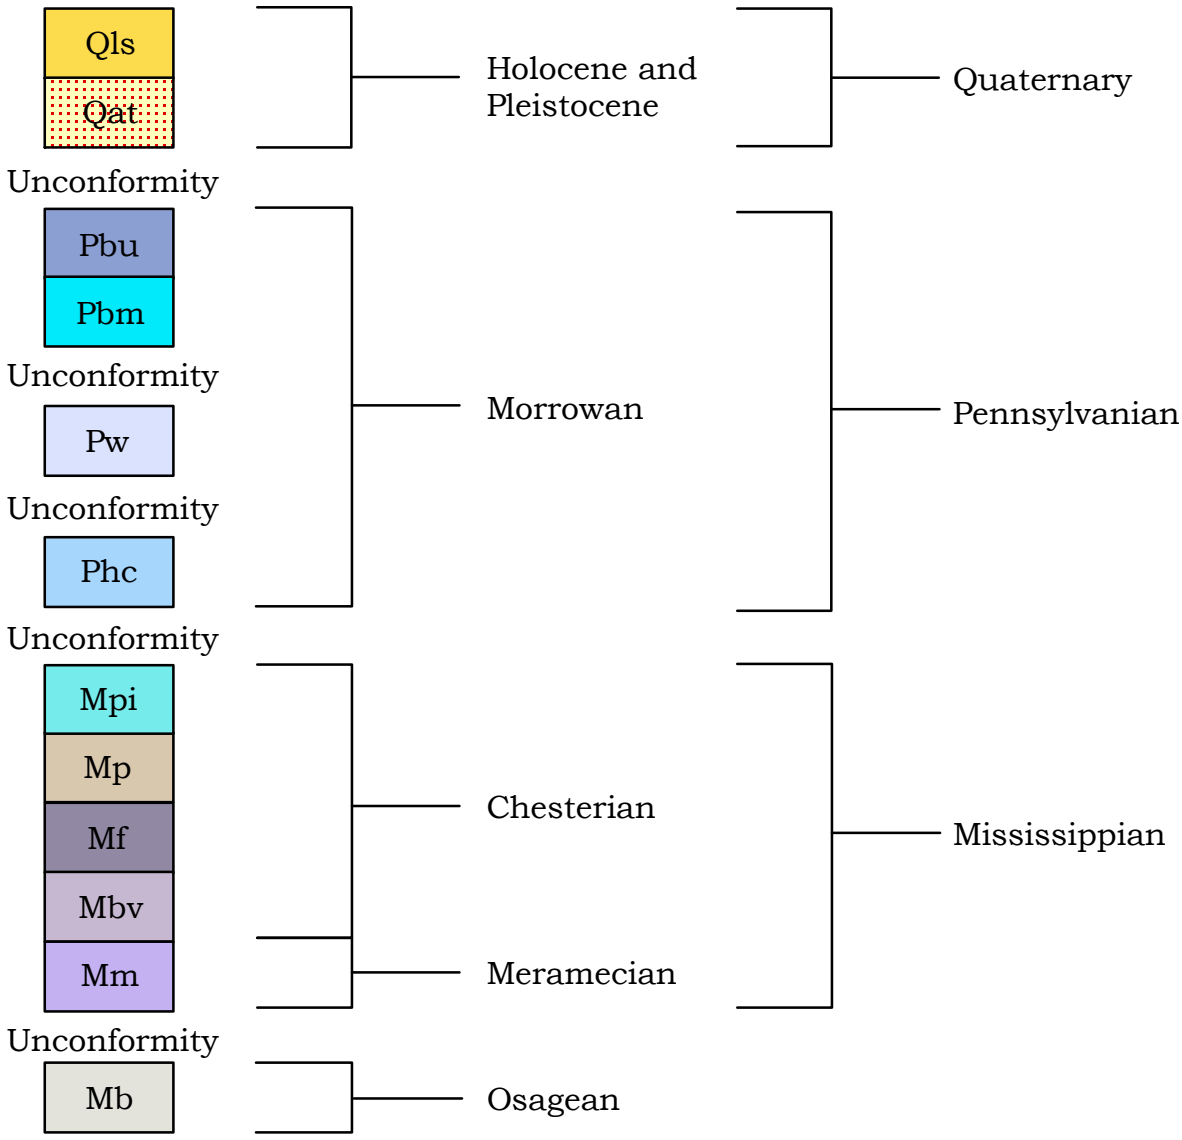 Qls
Holocene and
Pleistocene
Quaternary
Qat
Unconformity
Pbu
Pbm
Unconformity
Morrowan
Pennsylvanian
Pw
Unconformity
Phc
Unconformity
Mpi
Mp
Chesterian
Mississippian
Mf
Mbv
Mm
Meramecian
Unconformity
Mb
Osagean